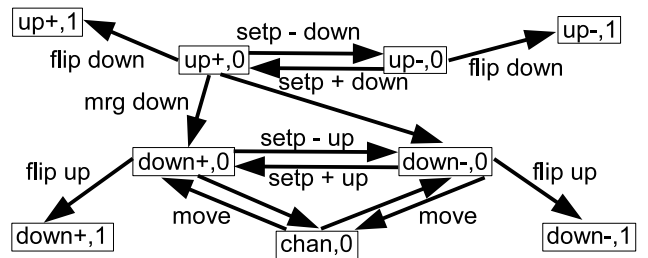 up+,1
setp - down
up-,1
flip down
up+,0
up-,0
setp + down
flip down
mrg down
setp - up
flip up
down+,0
down-,0
flip up
setp + up
move
move
down+,1
chan,0
down-,1